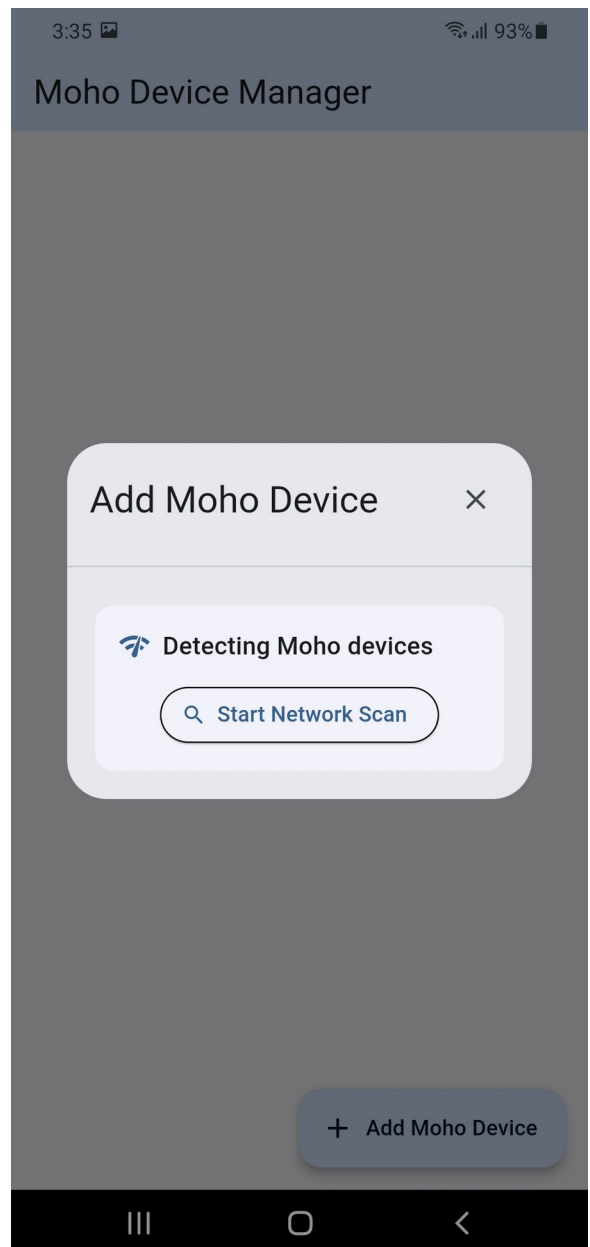 3:35 93%
Moho Device Manager
Add Moho Device
Detecting Moho devices
Start Network Scan
+ Add Moho Device